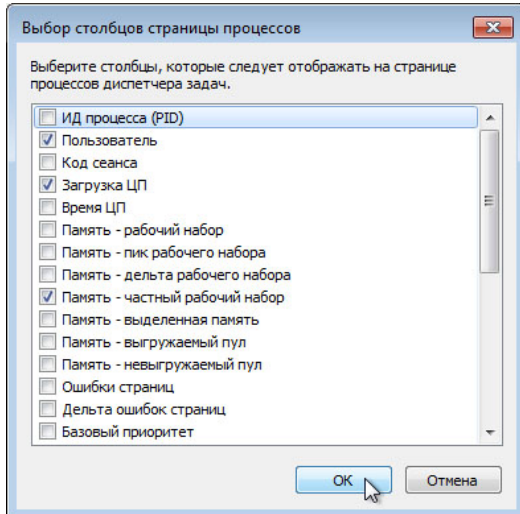 Выбор столбцов страницы процессов
Выберите столбцы, которые следует отображать на странице
процессов диспетчера задач.
ИД процесса (PID)
Пользователь
Код сеанса
Загрузка ЦП
Время ЦП
Память - рабочий набор
Память - пик рабочего набора
Память - дельта рабочего набора
Память - частный рабочий набор
Память - выделенная память
Память - выгружаемый пул
Память - невыгружаемый пул
Ошибки страниц
Дельта ошибок страниц
Базовый приоритет
ОК
Отмена